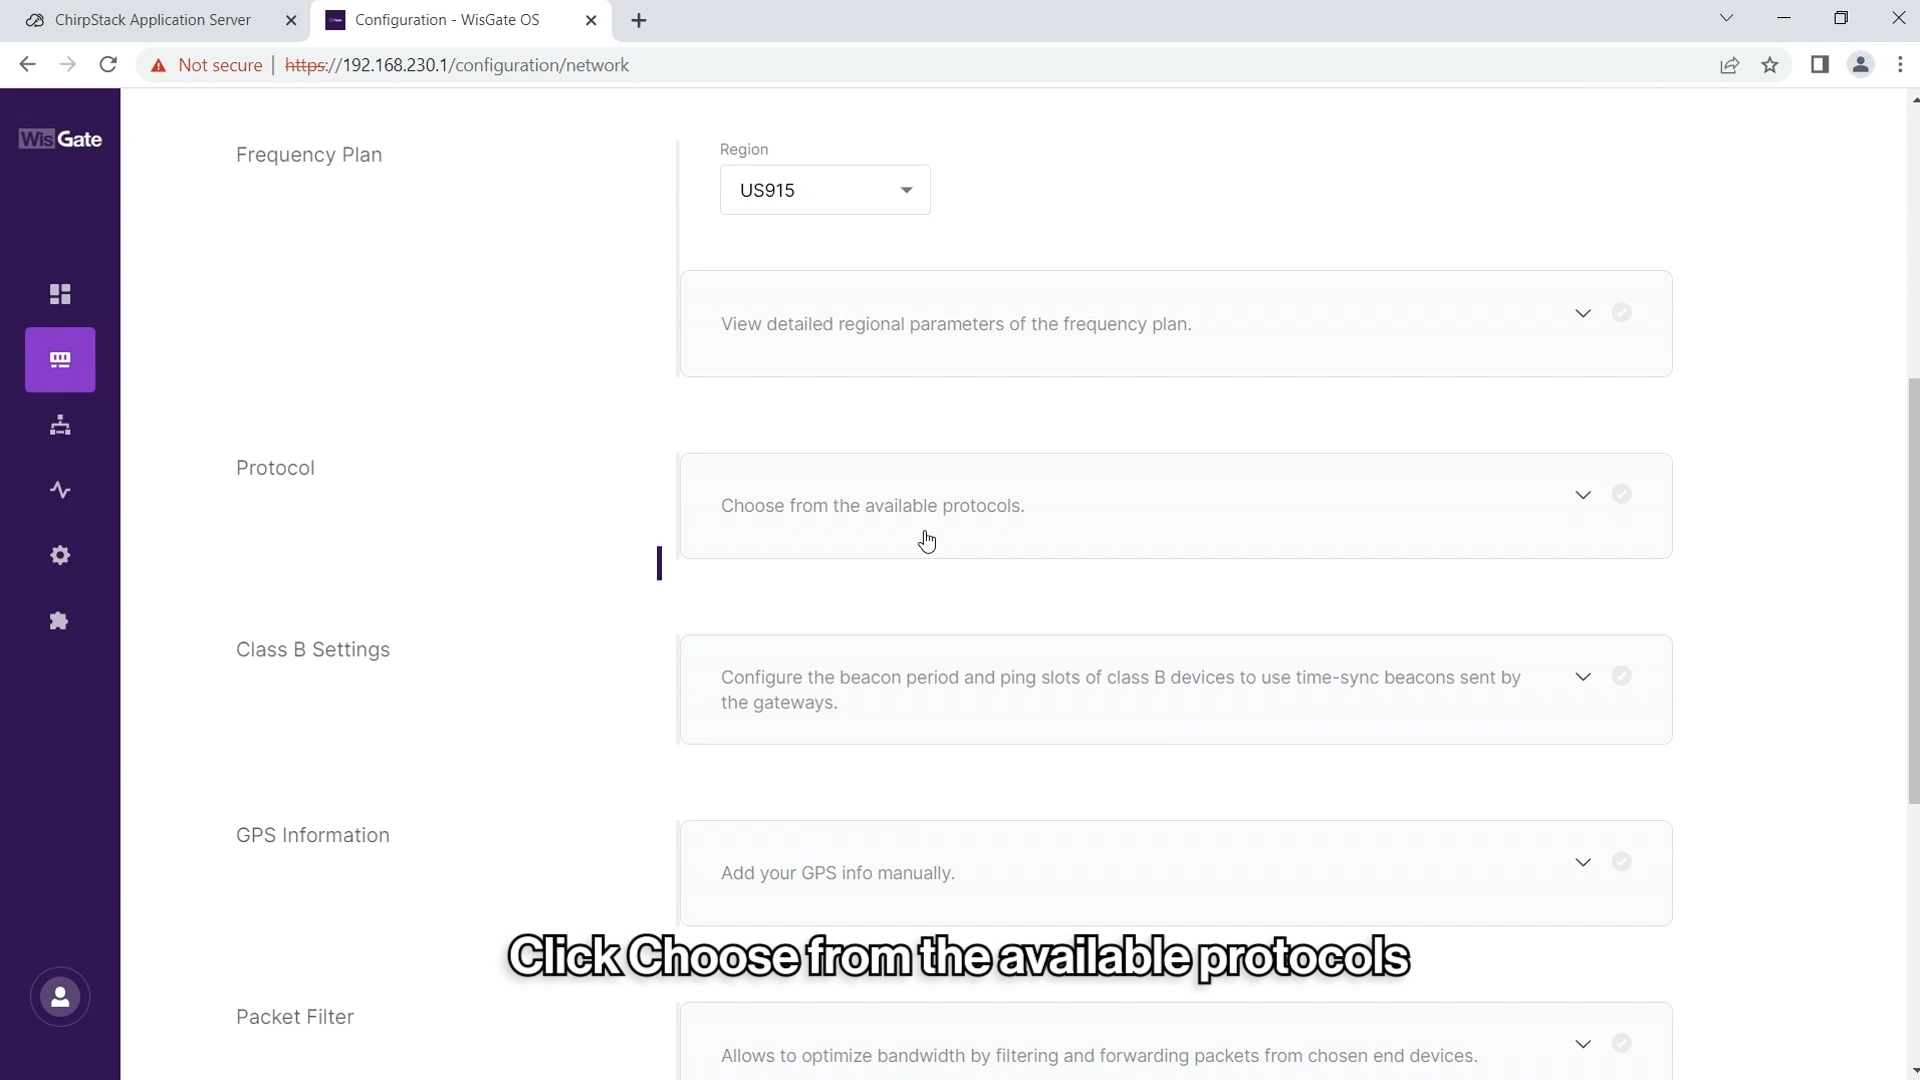 ChirpStack Application Server
Configuration - WisGate OS
Not secure
https://192.168.230.1/configuration/network
WisGate
Frequency Plan
Region
US915
View detailed regional parameters of the frequency plan.
Protocol
Choose from the available protocols.
Class B Settings
Configure the beacon period and ping slots of class B devices to use time-sync beacons sent by
the gateways.
GPS Information
Add your GPS info manually.
Click Choose from the available protocols
Packet Filter
Allows to optimize bandwidth by filtering and forwarding packets from chosen end devices.